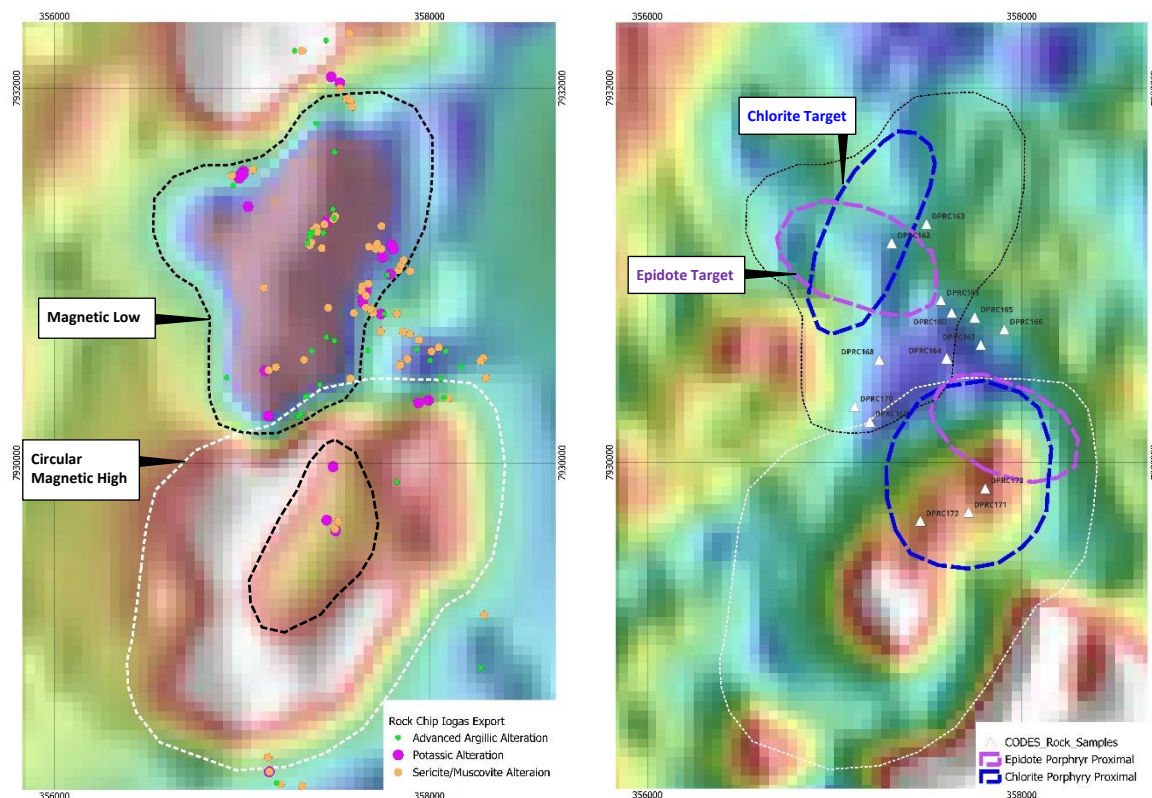 356000
358000
7932000
7932000
Magnetic Low
Circular
Magnetic High
7930000
7930000
Rock Chip Iogas Export
Advanced Argillic Alteration
Potassic Alteration
Sericite/Muscovite Alteraion
356000
358000
356000
358000
7932000
Chlorite Target
Epidote Target
DPRC163
DPRC162
DPRC161
DPRC160
DPRC165
DPRC166
DPRC167
DPRC164
DPRC168
DPRC170
DPRC169
7930000
DPRC172
DPRC171
DPRC173
CODES_Rock_Samples
Epidote Porphryr Proximal
Chlorite Porphyry Proximal
356000
358000